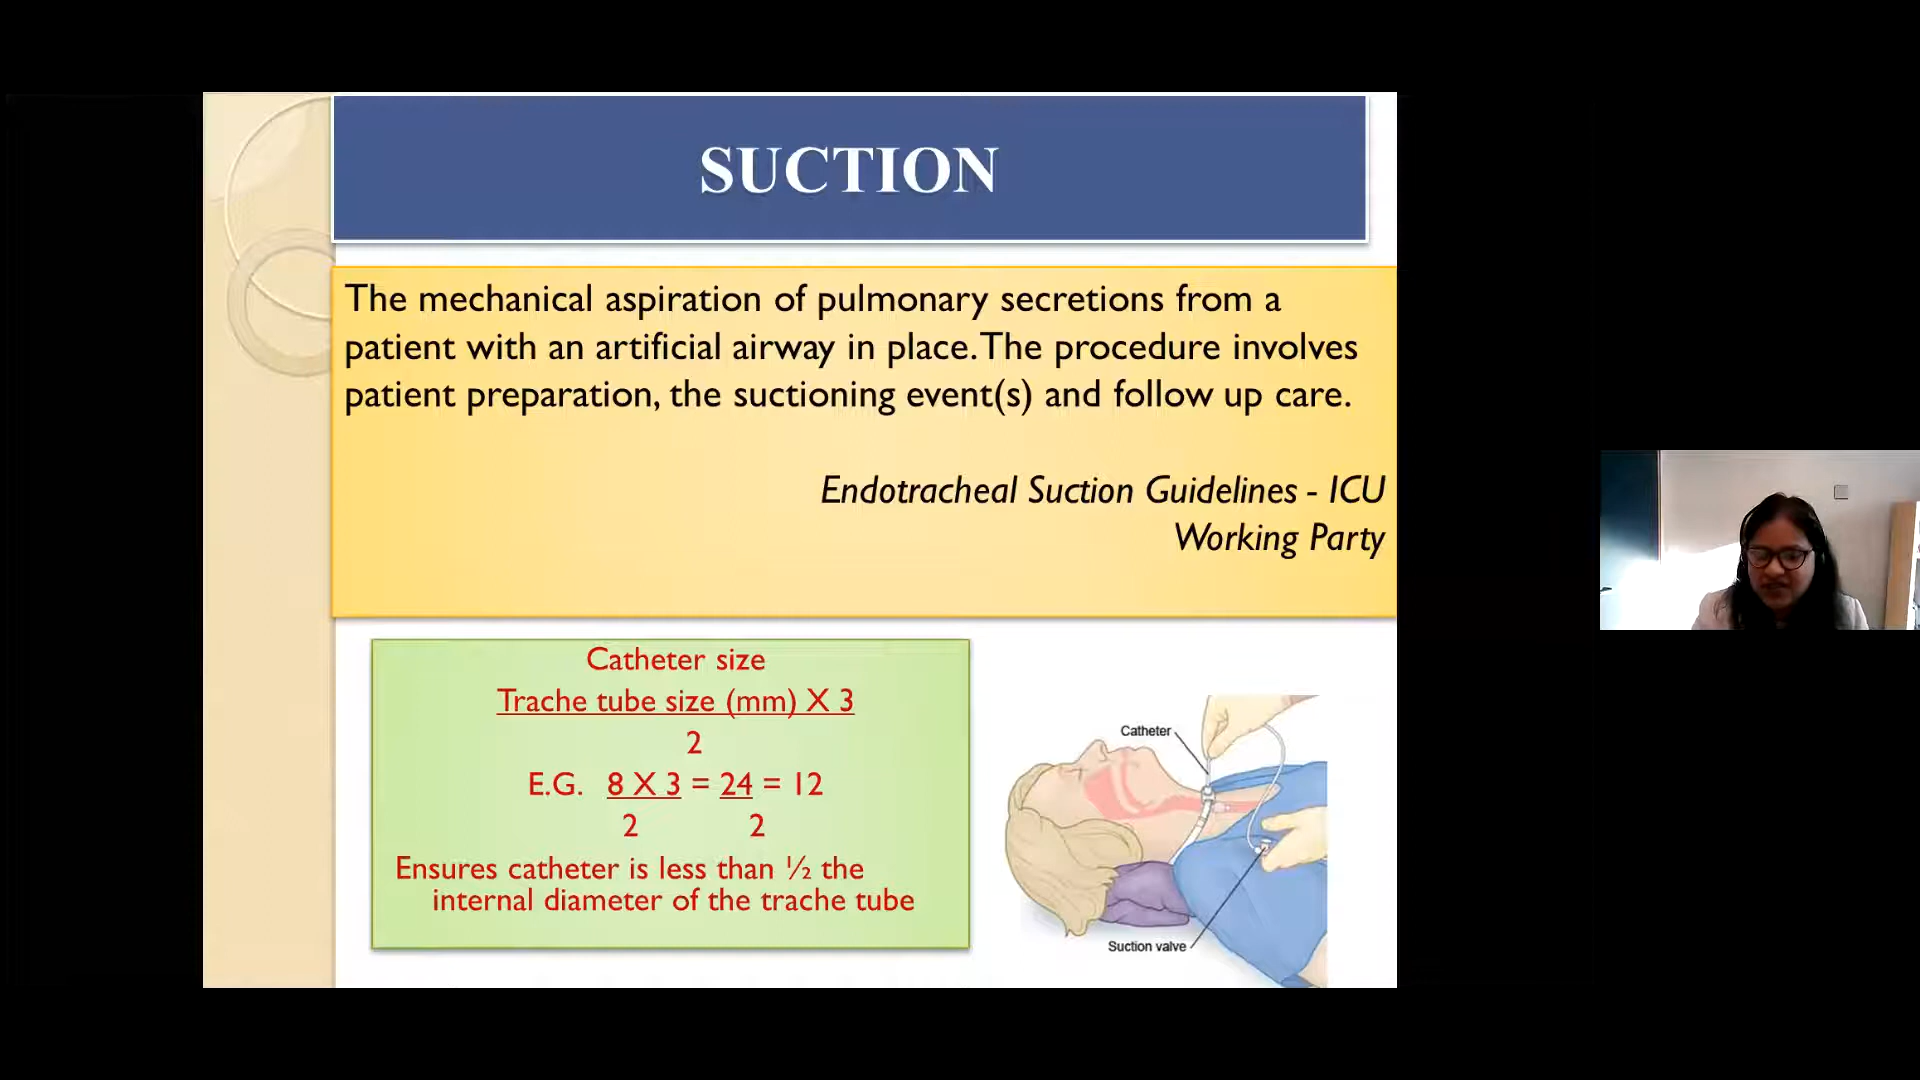 SUCTION
The mechanical aspiration of pulmonary secretions from a
patient with an artificial airway in place. The procedure involves
patient preparation, the suctioning event(s) and follow up care.
Endotracheal Suction Guidelines - ICU
Working Party
Catheter size
Trache tube size (mm) X 3
2
E.G. 8 X 3 = 24 = 12
2 2
Ensures catheter is less than ½ the
internal diameter of the trache tube
Catheter
Suction valve